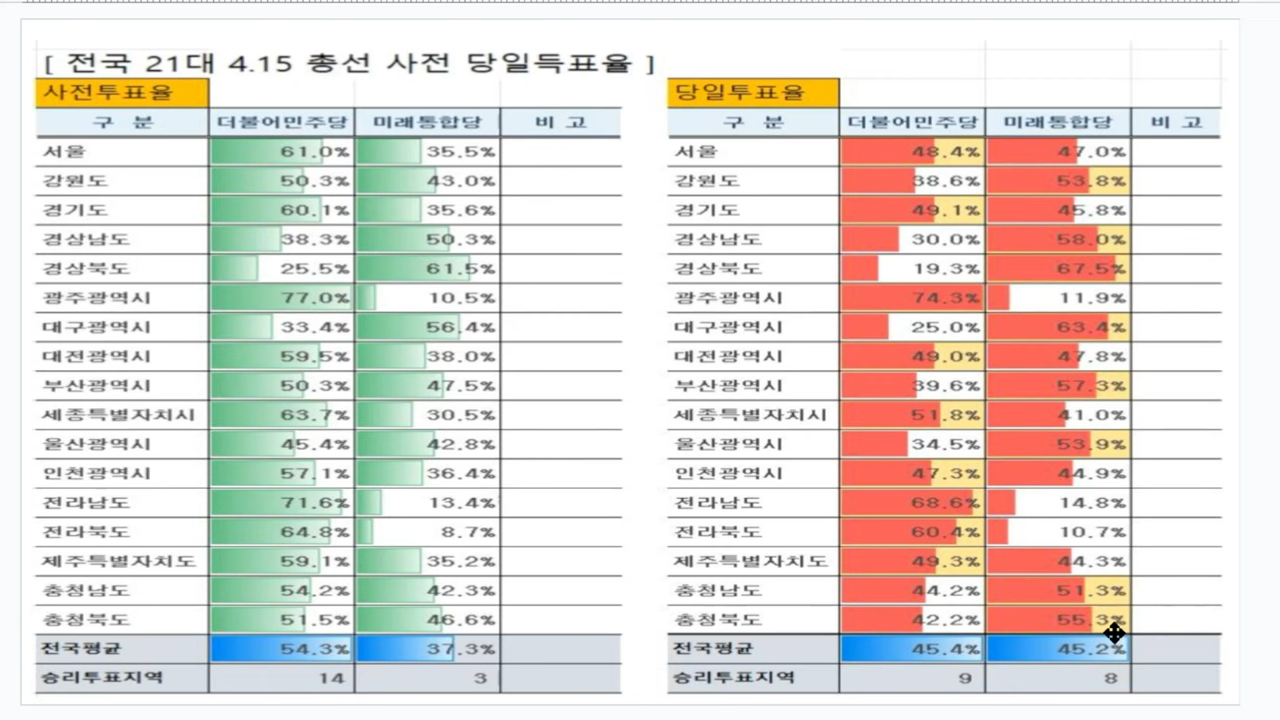 [ 전국 21대 4.15 총선 사전 당일득표율 ]
사전투표율
구 분 더불어민주당 미래통합당 비 고
서울 61.0% 35.5%
강원도 50.3% 43.0%
경기도 60.1% 35.6%
경상남도 38.3% 50.3%
경상북도 25.5% 61.5%
광주광역시 77.0% 10.5%
대구광역시 33.4% 56.4%
대전광역시 59.5% 38.0%
부산광역시 50.3% 47.5%
세종특별자치시 63.7% 30.5%
울산광역시 45.4% 42.8%
인천광역시 57.1% 36.4%
전라남도 71.6% 13.4%
전라북도 64.8% 8.7%
제주특별자치도 59.1% 35.2%
충청남도 54.2% 42.3%
충청북도 51.5% 46.6%
전국평균 54.3% 37.3%
승리투표지역 14 3
당일투표율
구 분 더불어민주당 미래통합당 비 고
서울 48.4% 47.0%
강원도 38.6% 53.8%
경기도 49.1% 45.8%
경상남도 30.0% 58.0%
경상북도 19.3% 67.5%
광주광역시 74.3% 11.9%
대구광역시 25.0% 63.4%
대전광역시 49.0% 47.8%
부산광역시 39.6% 57.3%
세종특별자치시 51.8% 41.0%
울산광역시 34.5% 53.9%
인천광역시 47.3% 44.9%
전라남도 68.6% 14.8%
전라북도 60.4% 10.7%
제주특별자치도 49.3% 44.3%
충청남도 44.2% 51.3%
충청북도 42.2% 55.3%
전국평균 45.4% 45.2%
승리투표지역 9 8